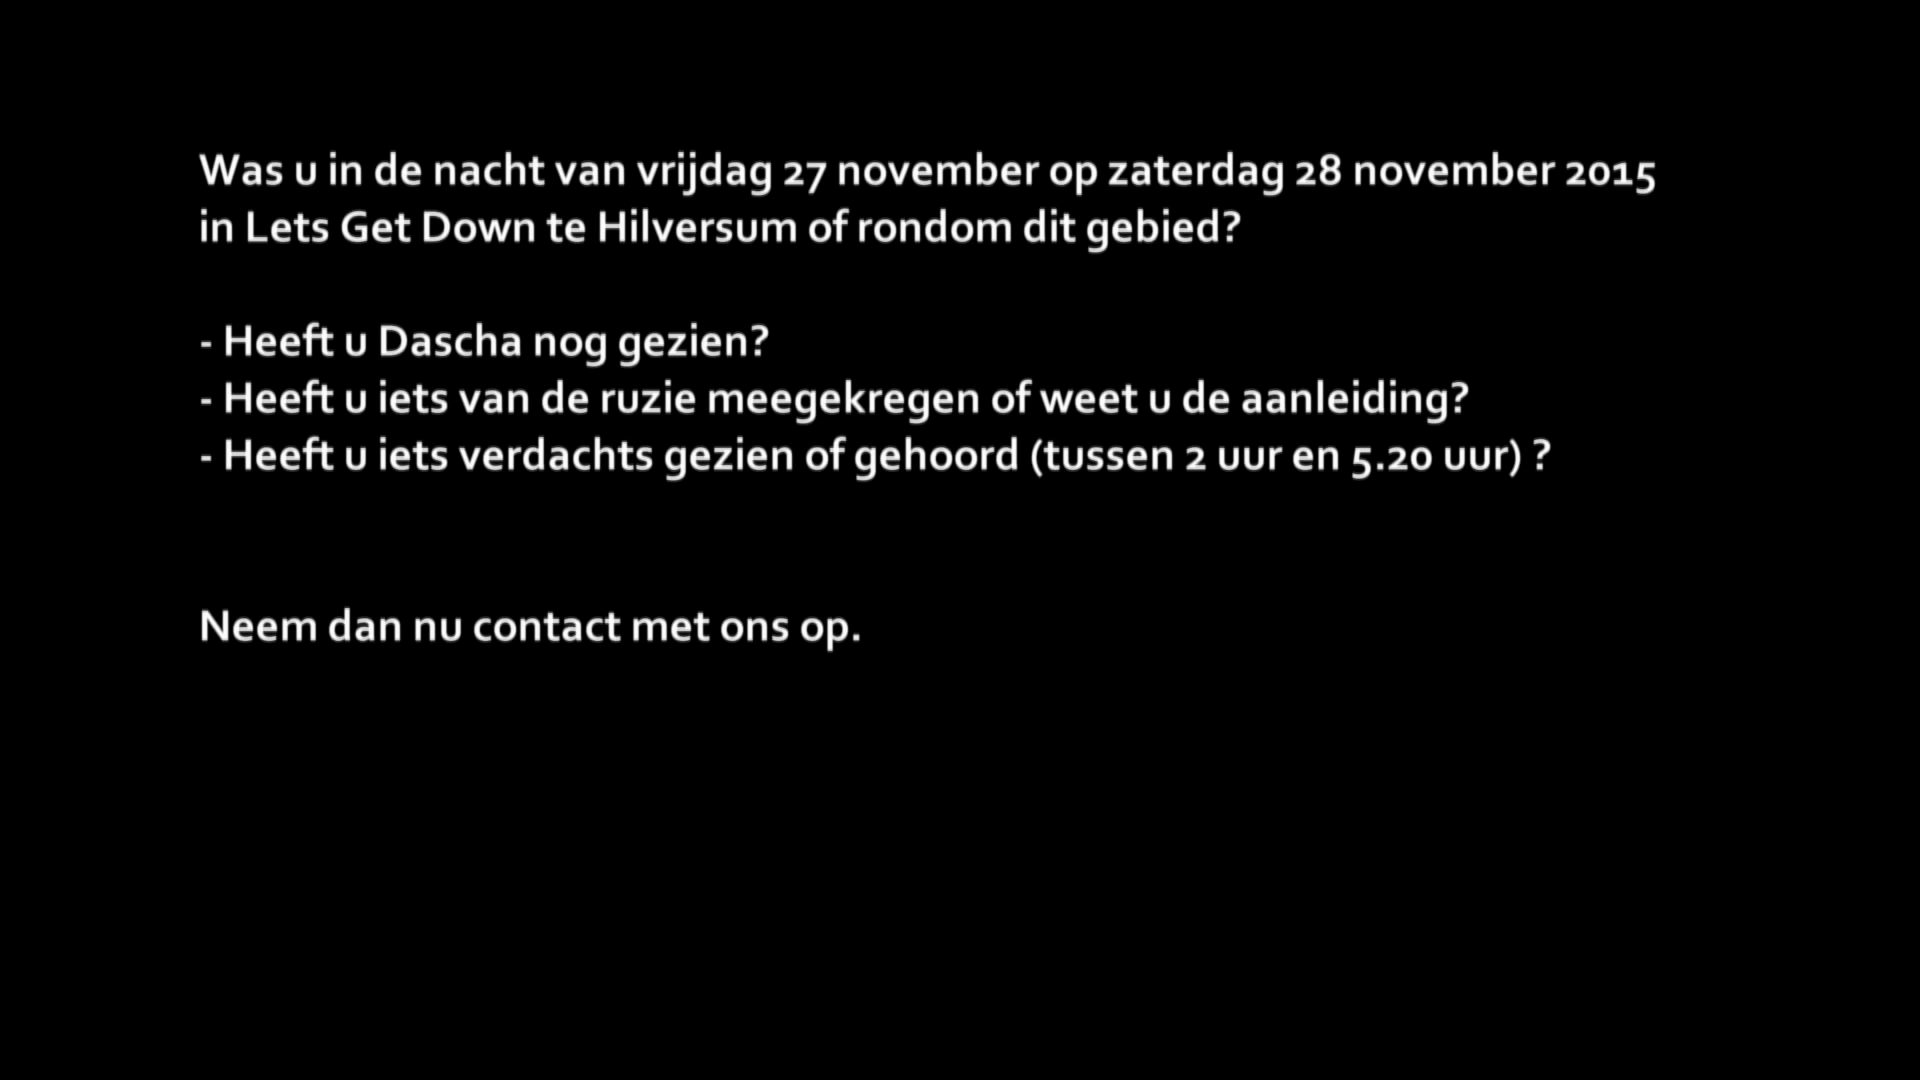 Was u in de nacht van vrijdag 27 november op zaterdag 28 november 2015
in Lets Get Down te Hilversum of rondom dit gebied?
- Heeft u Dascha nog gezien?
- Heeft u iets van de ruzie meegekregen of weet u de aanleiding?
- Heeft u iets verdachts gezien of gehoord (tussen 2 uur en 5.20 uur) ?
Neem dan nu contact met ons op.